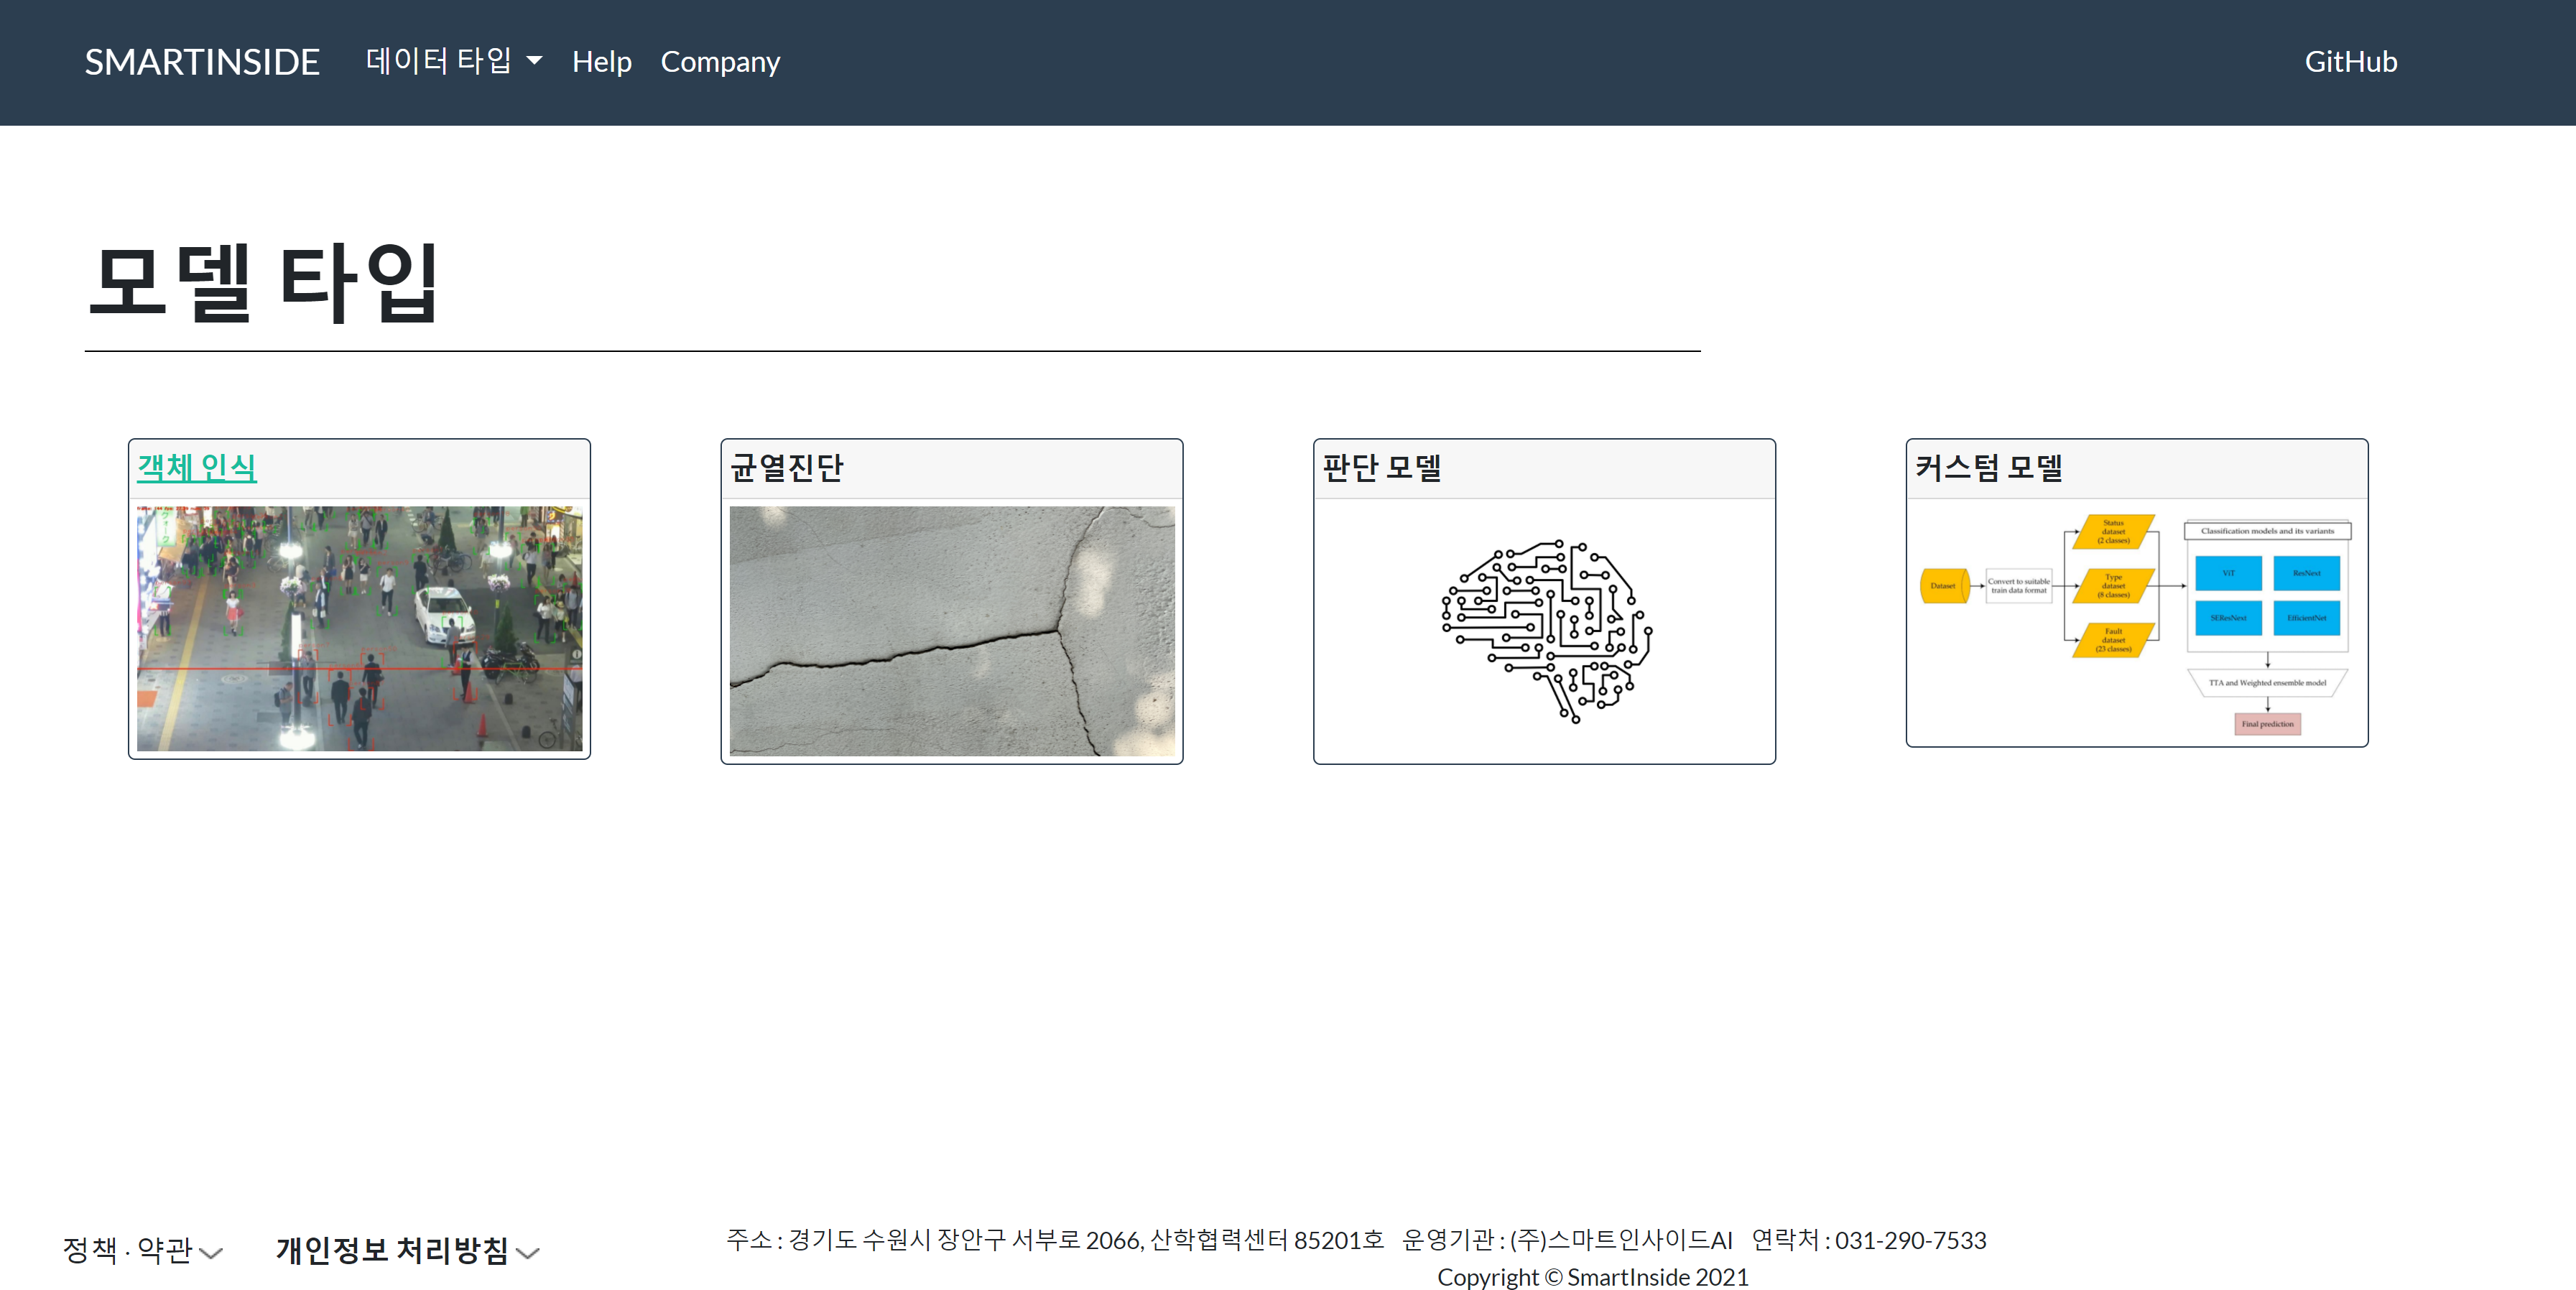 SMARTINSIDE 데이터 타입 Help Company GitHub
모델 타입
객체 인식
균열진단
판단 모델
커스텀 모델
Dataset
Convert to suitable
train data format
Status
dataset
(2 classes)
Type
dataset
(8 classes)
Fault
dataset
(23 classes)
Classification models and its variants
ViT
ResNext
SEResNext
EfficientNet
TTA and Weighted ensemble model
Final prediction
정책 · 약관 개인정보 처리방침
주소 : 경기도 수원시 장안구 서부로 2066, 산학협력센터 85201호 운영기관 : (주)스마트인사이드AI 연락처 : 031-290-7533
Copyright © SmartInside 2021